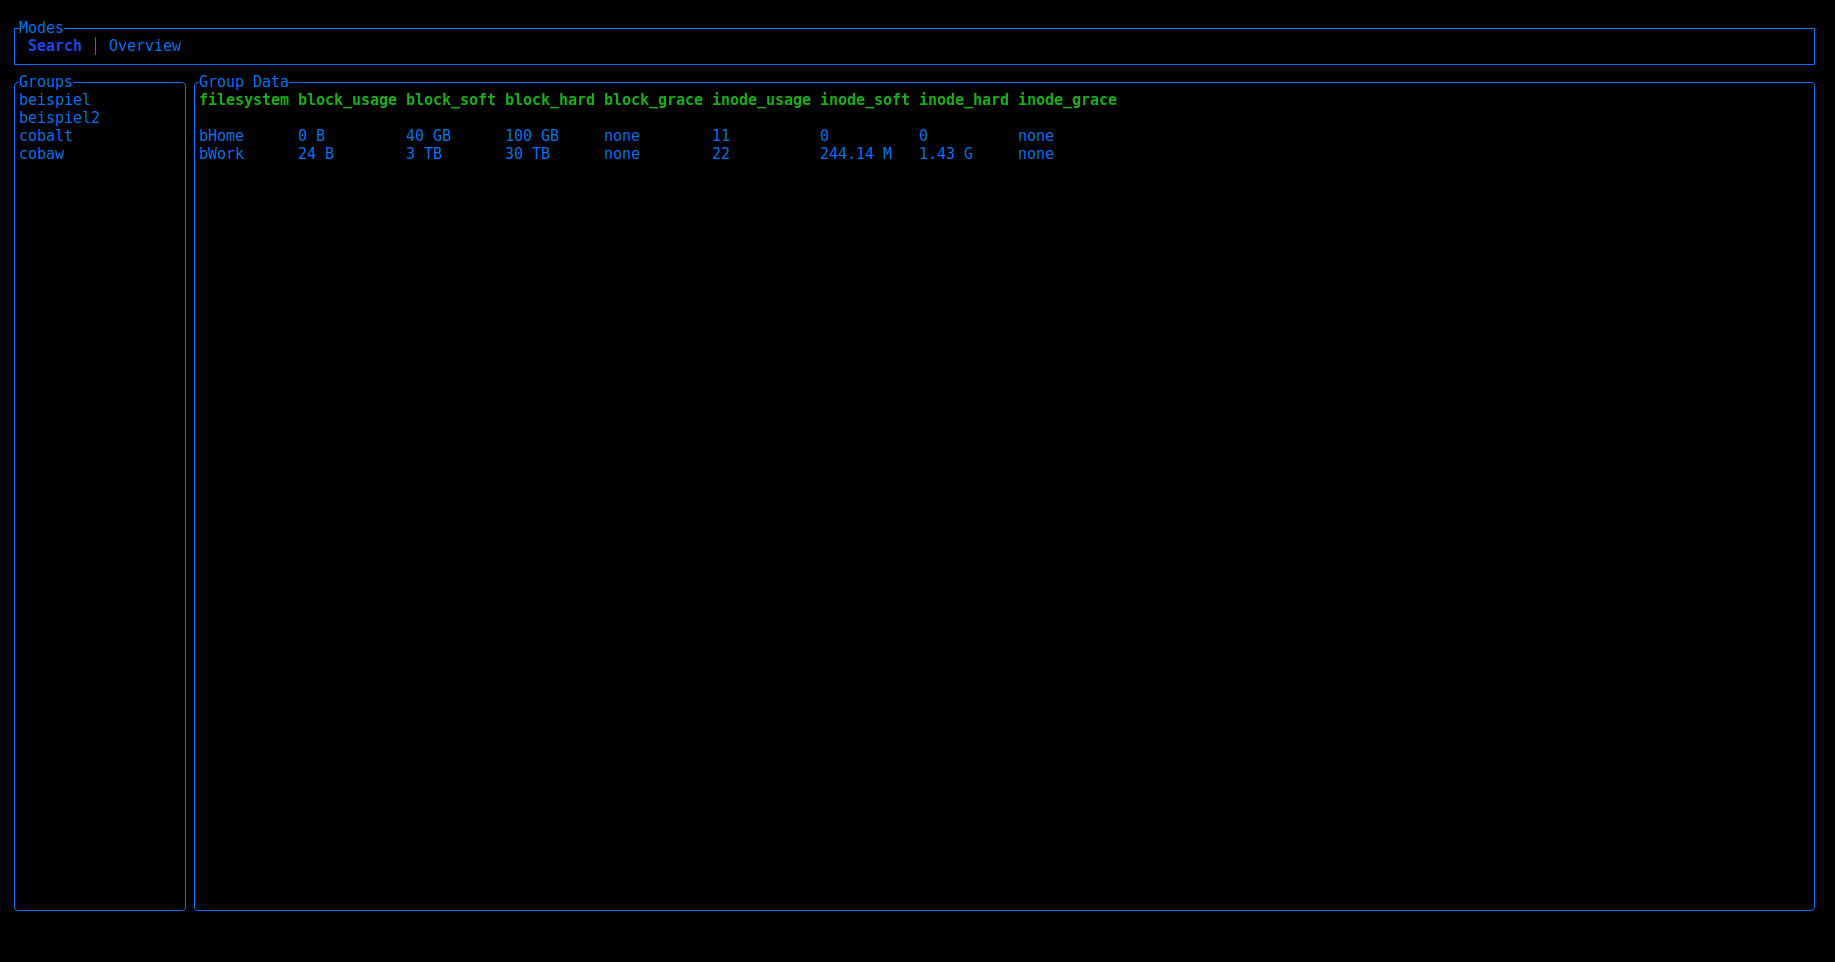 Modes
Search │ Overview
Groups
beispiel
beispiel2
cobalt
cobaw
Group Data
filesystem block_usage block_soft block_hard block_grace inode_usage inode_soft inode_hard inode_grace
bHome 0 B 40 GB 100 GB none 11 0 0 none
bWork 24 B 3 TB 30 TB none 22 244.14 M 1.43 G none